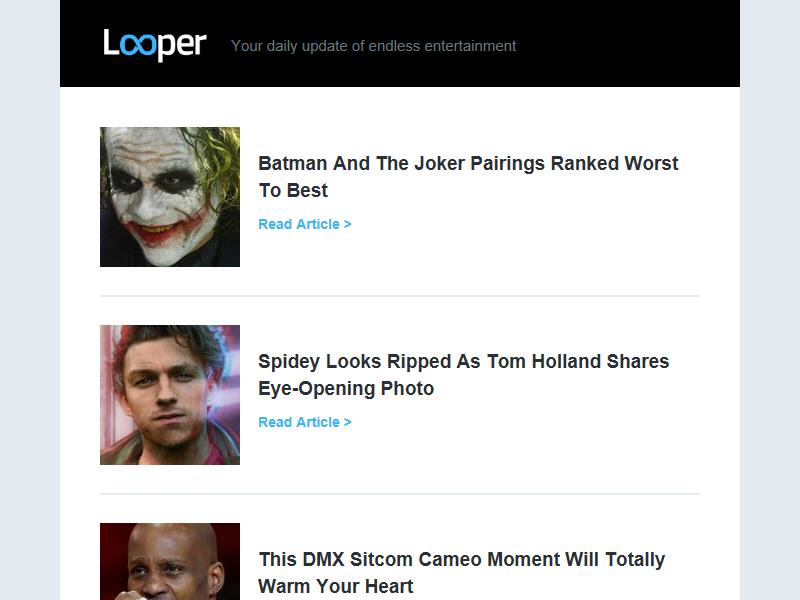 Looper
Your daily update of endless entertainment
Batman And The Joker Pairings Ranked Worst
To Best
Read Article >
Spidey Looks Ripped As Tom Holland Shares
Eye-Opening Photo
Read Article >
This DMX Sitcom Cameo Moment Will Totally
Warm Your Heart